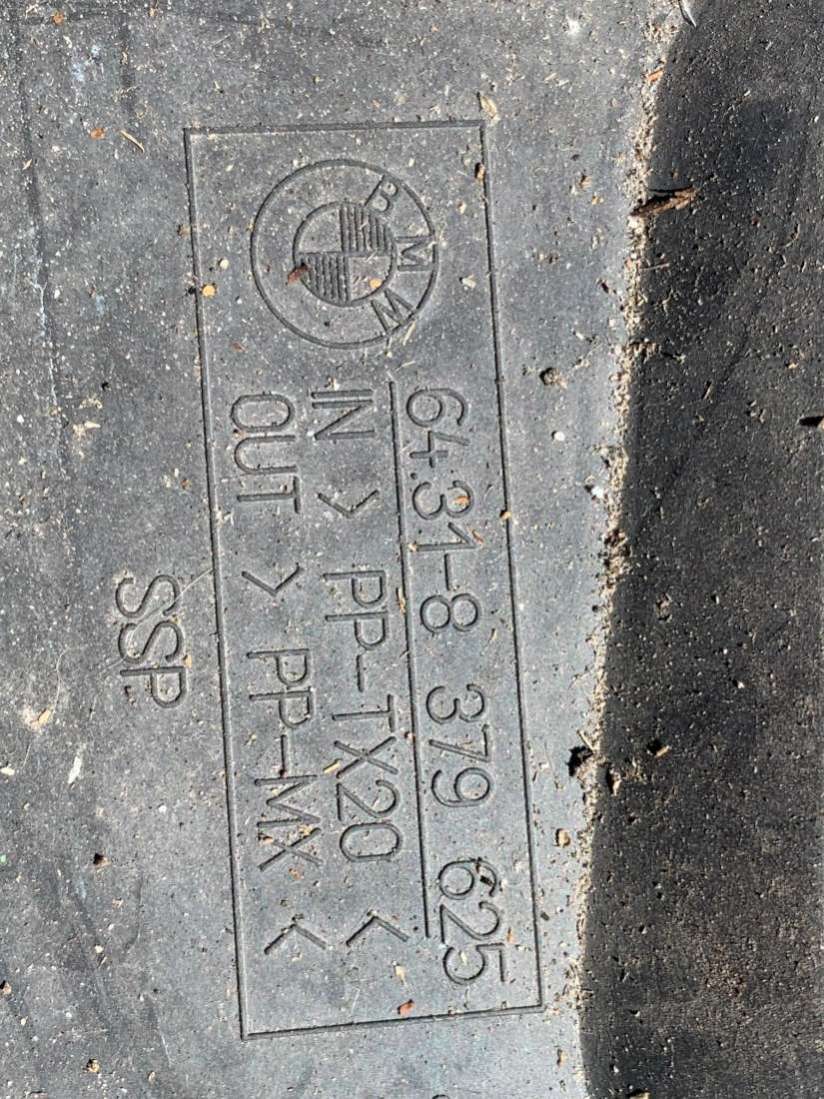 BMW
64.31-8 379 625
IN > PP-TX20 <
OUT > PP-MX <
SSP